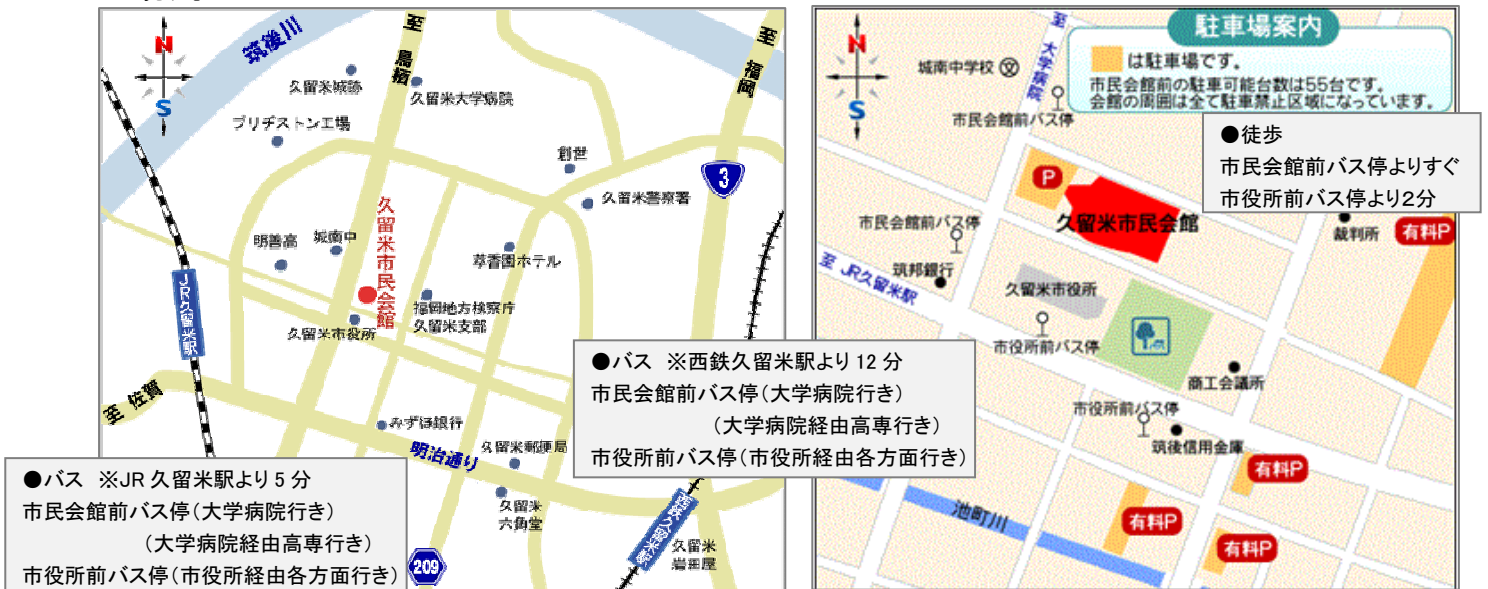 N
S
筑後川
至 鳥栖
至 福岡
久留米城跡
久留米大学病院
ブリヂストン工場
創世
3
久留米警察署
久留米市民会館
明善高
城南中
萃香園ホテル
JR久留米駅
福岡地方検察庁
久留米支部
久留米市役所
至 佐賀
みずほ銀行
明治通り
久留米郵便局
久留米
六角堂
西鉄久留米駅
久留米
岩田屋
209
●バス ※JR 久留米駅より 5 分
市民会館前バス停(大学病院行き)
(大学病院経由高専行き)
市役所前バス停(市役所経由各方面行き)
●バス ※西鉄久留米駅より 12 分
市民会館前バス停(大学病院行き)
(大学病院経由高専行き)
市役所前バス停(市役所経由各方面行き)
N
S
至 大学病院
駐車場案内
は駐車場です。
市民会館前の駐車可能台数は55台です。
会館の周囲は全て駐車禁止区域になっています。
城南中学校
文
市民会館前バス停
●徒歩
市民会館前バス停よりすぐ
市役所前バス停より2分
P
久留米市民会館
市民会館前バス停
裁判所
有料P
至 JR久留米駅
筑邦銀行
久留米市役所
市役所前バス停
商工会議所
市役所前バス停
筑後信用金庫
有料P
池町川
有料P
有料P